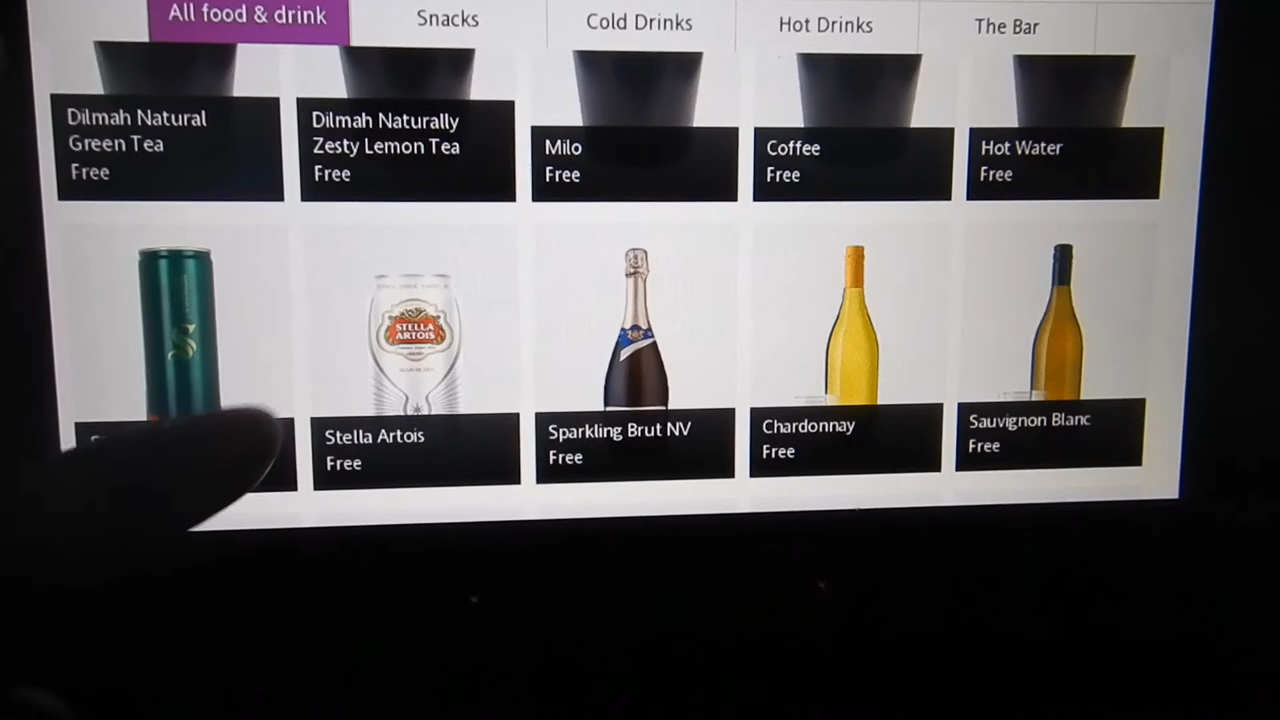 All food & drink
Snacks
Cold Drinks
Hot Drinks
The Bar
Dilmah Natural
Green Tea
Free
Dilmah Naturally
Zesty Lemon Tea
Free
Milo
Free
Coffee
Free
Hot Water
Free
STELLA
ARTOIS
Stella Artois
Free
Sparkling Brut NV
Free
Chardonnay
Free
Sauvignon Blanc
Free